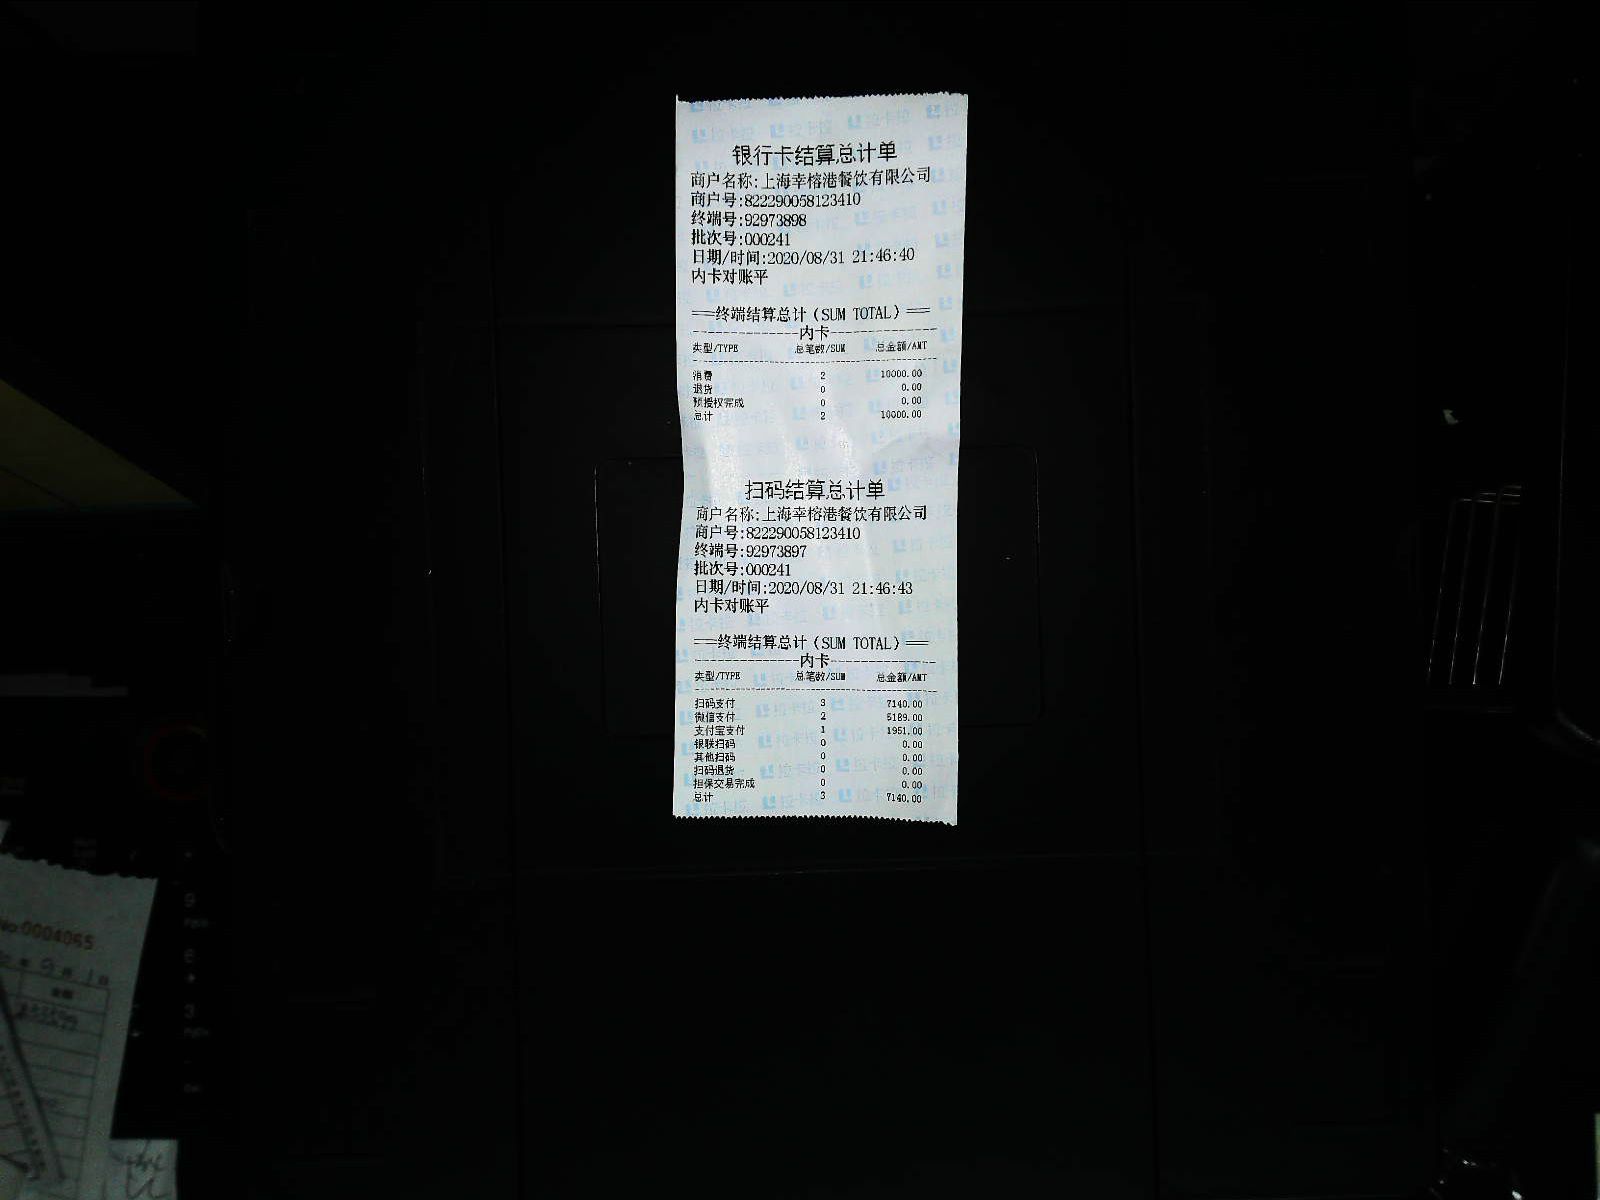 银行卡结算总计单
商户名称:上海幸榕港餐饮有限公司
商户号:822290058123410
终端号:92973898
批次号:000241
日期/时间:2020/08/31 21:46:40
内卡对账平
===终端结算总计(SUM TOTAL)===
内卡
类型/TYPE 总笔数/SUM 总金额/AMT
消费 2 10000.00
退货 0 0.00
预授权完成 0 0.00
总计 2 10000.00
扫码结算总计单
商户名称:上海幸榕港餐饮有限公司
商户号:822290058123410
终端号:92973897
批次号:000241
日期/时间:2020/08/31 21:46:43
内卡对账平
===终端结算总计(SUM TOTAL)===
内卡
类型/TYPE 总笔数/SUM 总金额/AMT
扫码支付 3 7140.00
微信支付 2 5189.00
支付宝支付 1 1951.00
银联扫码 0 0.00
其他扫码 0 0.00
扫码退货 0 0.00
担保交易完成 0 0.00
总计 3 7140.00
No.0004065
年 9 月 1 日
金额